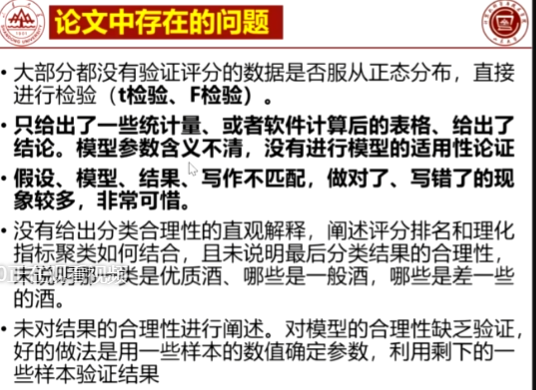 论文中存在的问题
• 大部分都没有验证评分的数据是否服从正态分布，直接
进行检验（t检验、F检验）。
• 只给出了一些统计量、或者软件计算后的表格、给出了
结论。模型参数含义不清，没有进行模型的适用性论证
• 假设、模型、结果、写作不匹配，做对了、写错了的现
象较多，非常可惜。
• 没有给出分类合理性的直观解释，阐述评分排名和理化
指标聚类如何结合，且未说明最后分类结果的合理性，
未说明哪一类是优质酒、哪些是一般酒，哪些是差一些
的酒。
• 未对结果的合理性进行阐述。对模型的合理性缺乏验证，
好的做法是用一些样本的数值确定参数，利用剩下的一
些样本验证结果